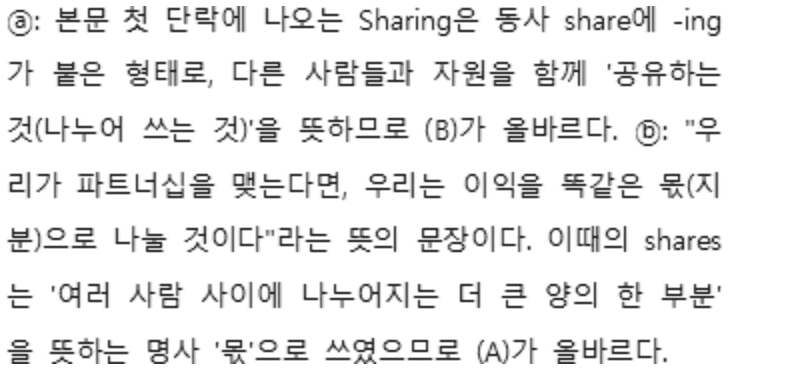 ⓐ: 본문 첫 단락에 나오는 Sharing은 동사 share에 -ing
가 붙은 형태로, 다른 사람들과 자원을 함께 '공유하는
것(나누어 쓰는 것)'을 뜻하므로 (B)가 올바르다. ⓑ: "우
리가 파트너십을 맺는다면, 우리는 이익을 똑같은 몫(지
분)으로 나눌 것이다"라는 뜻의 문장이다. 이때의 shares
는 '여러 사람 사이에 나누어지는 더 큰 양의 한 부분'
을 뜻하는 명사 '몫'으로 쓰였으므로 (A)가 올바르다.